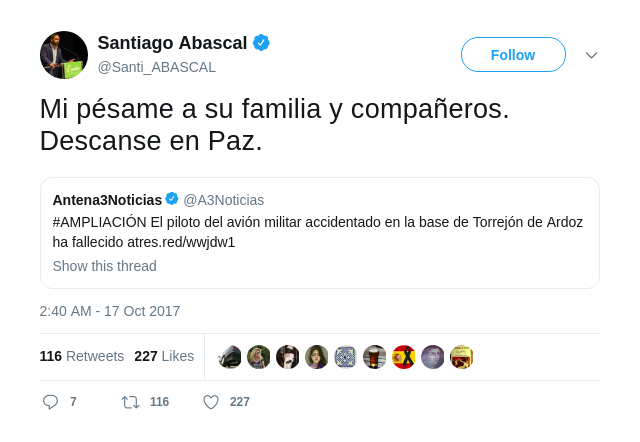 Santiago Abascal
@Santi_ABASCAL
Follow
Mi pésame a su familia y compañeros.
Descanse en Paz.
Antena3Noticias @A3Noticias
#AMPLIACIÓN El piloto del avión militar accidentado en la base de Torrejón de Ardoz
ha fallecido atres.red/wwjdw1
Show this thread
2:40 AM - 17 Oct 2017
116 Retweets 227 Likes
7 116 227